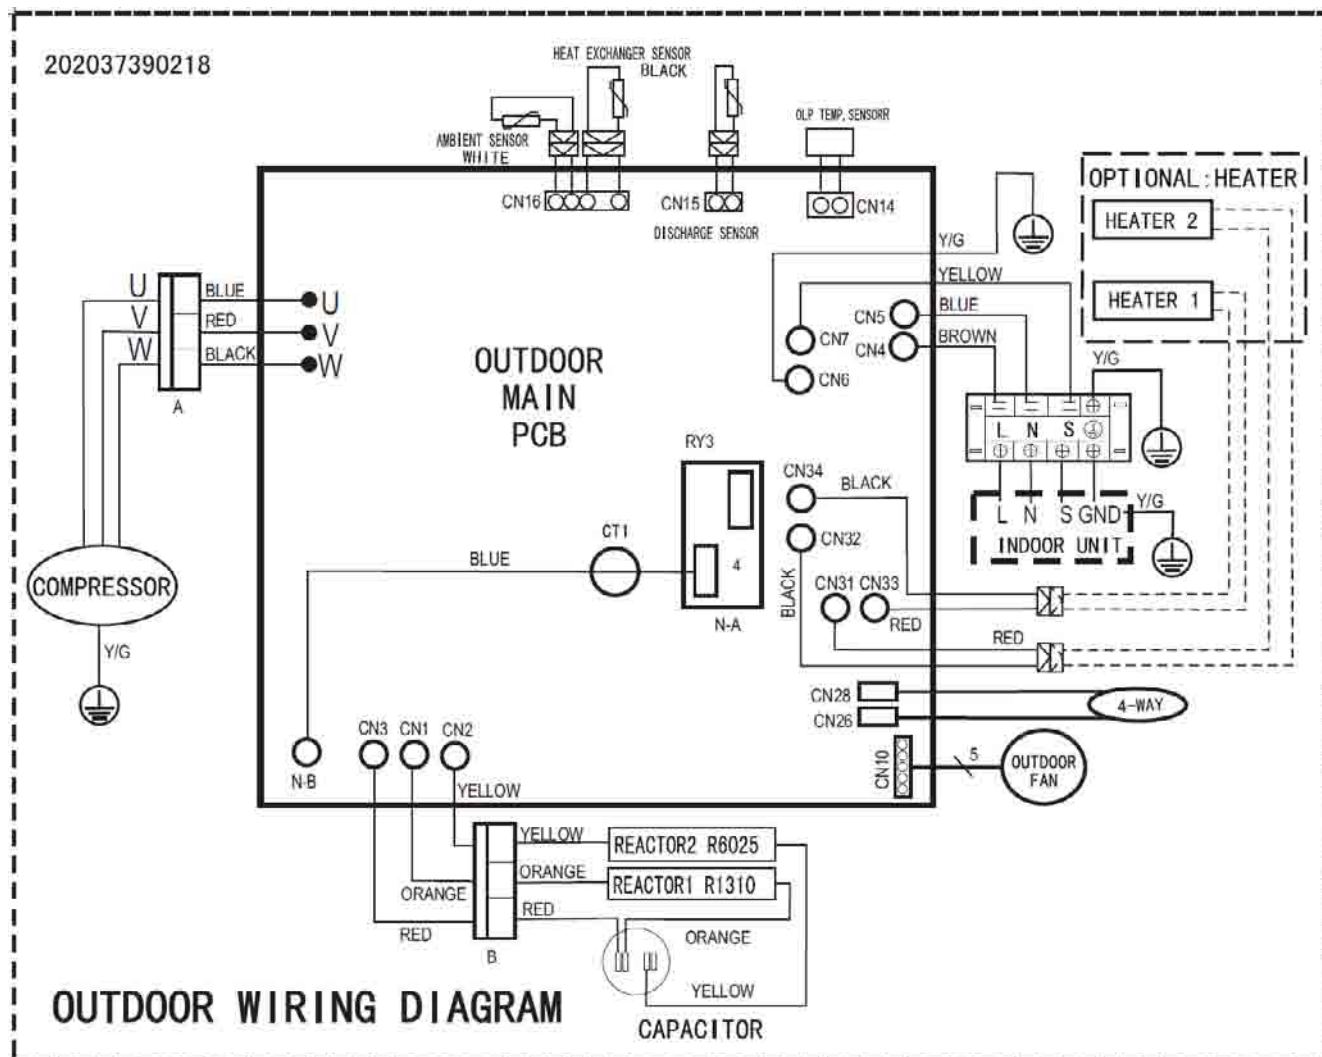 202037390218
HEAT EXCHANGER SENSOR
BLACK
AMBIENT SENSOR
WHITE
OLP TEMP. SENSORR
CN16
CN15
CN14
DISCHARGE SENSOR
OPTIONAL:HEATER
HEATER 2
HEATER 1
Y/G
YELLOW
BLUE
BROWN
CN7
CN5
CN4
CN6
U
V
W
BLUE
RED
BLACK
U
V
W
A
OUTDOOR
MAIN
PCB
Y/G
L N S
L N S GND
Y/G
INDOOR UNIT
RY3
4
N-A
CT1
BLUE
CN34
BLACK
CN32
BLACK
CN31
CN33
RED
RED
COMPRESSOR
Y/G
CN28
CN26
4-WAY
CN10
5
OUTDOOR
FAN
N-B
CN3
CN1
CN2
YELLOW
ORANGE
RED
B
YELLOW
ORANGE
RED
REACTOR2 R6025
REACTOR1 R1310
ORANGE
YELLOW
CAPACITOR
OUTDOOR WIRING DIAGRAM